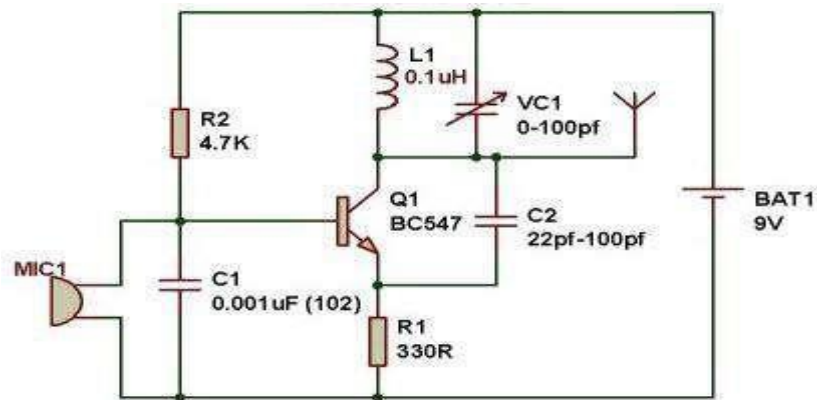 L1
0.1uH
VC1
0-100pf
R2
4.7K
Q1
BC547
C2
22pf-100pf
BAT1
9V
MIC1
C1
0.001uF (102)
R1
330R